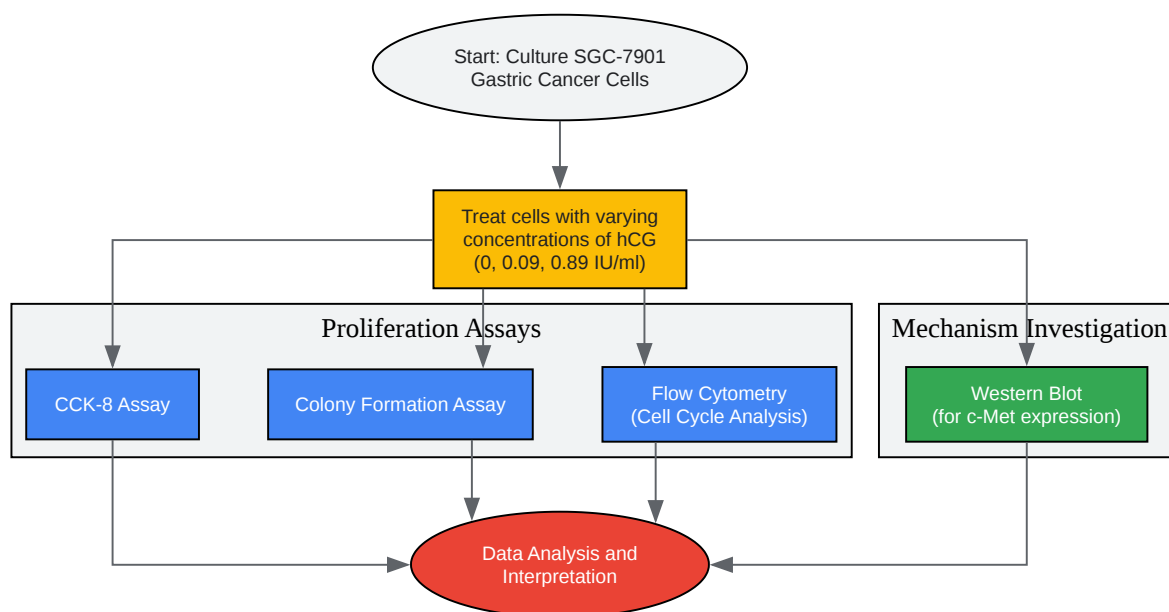 Start: Culture SGC-7901
Gastric Cancer Cells
Treat cells with varying
concentrations of hCG
(0, 0.09, 0.89 IU/ml)
Proliferation Assays
Mechanism Investigation
CCK-8 Assay
Colony Formation Assay
Flow Cytometry
(Cell Cycle Analysis)
Western Blot
(for c-Met expression)
Data Analysis and
Interpretation